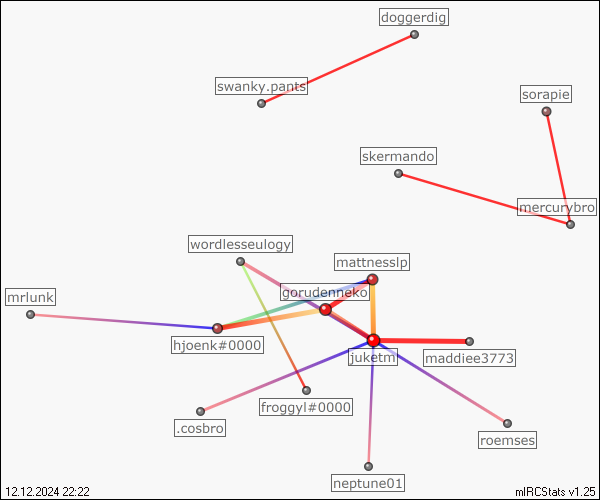 doggerdig
swanky.pants
sorapie
skermando
mercurybro
wordlesseulogy
mattnesslp
gorudenneko
mrlunk
hjoenk#0000
juketm
maddiee3773
froggyl#0000
.cosbro
roemses
neptune01
12.12.2024 22:22
mIRCStats v1.25